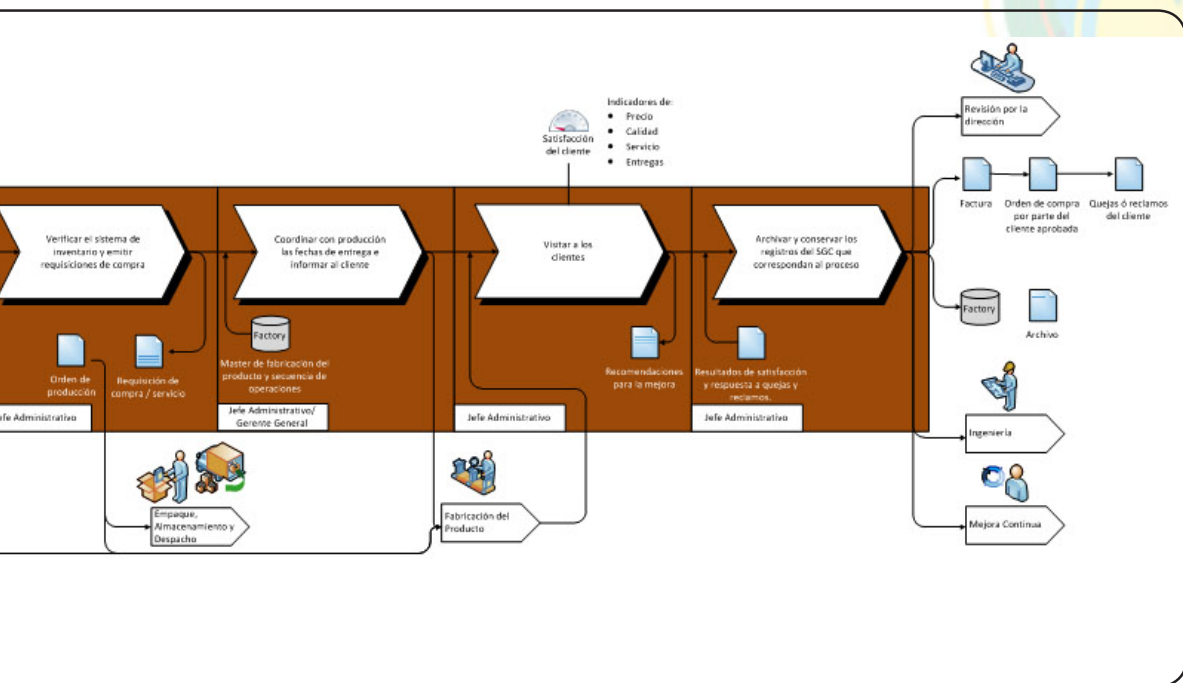 Revisión por la
dirección
Indicadores de:
• Precio
• Calidad
• Servicio
• Entregas
Satisfacción
del cliente
Factura
Orden de compra
por parte del
cliente aprobada
Quejas ó reclamos
del cliente
Verificar el sistema de
inventario y emitir
requisiciones de compra
Coordinar con producción
las fechas de entrega e
informar al cliente
Visitar a los
clientes
Archivar y conservar los
registros del SGC que
correspondan al proceso
Factory
Archivo
Orden de
producción
Requisición de
compra / servicio
Factory
Master de fabricación del
producto y secuencia de
operaciones
Recomendaciones
para la mejora
Resultados de satisfacción
y respuesta a quejas y
reclamos.
efe Administrativo
Jefe Administrativo/
Gerente General
Jefe Administrativo
Jefe Administrativo
Ingeniería
Empaque,
Almacenamiento y
Despacho
Fabricación del
Producto
Mejora Continua